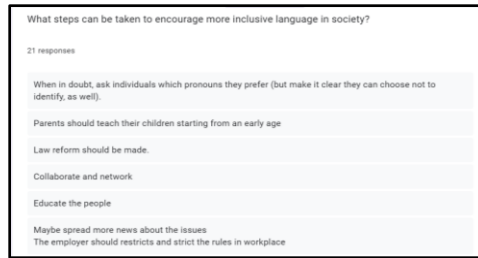 What steps can be taken to encourage more inclusive language in society?
21 responses
When in doubt, ask individuals which pronouns they prefer (but make it clear they can choose not to
identify, as well).
Parents should teach their children starting from an early age
Law reform should be made.
Collaborate and network
Educate the people
Maybe spread more news about the issues
The employer should restricts and strict the rules in workplace